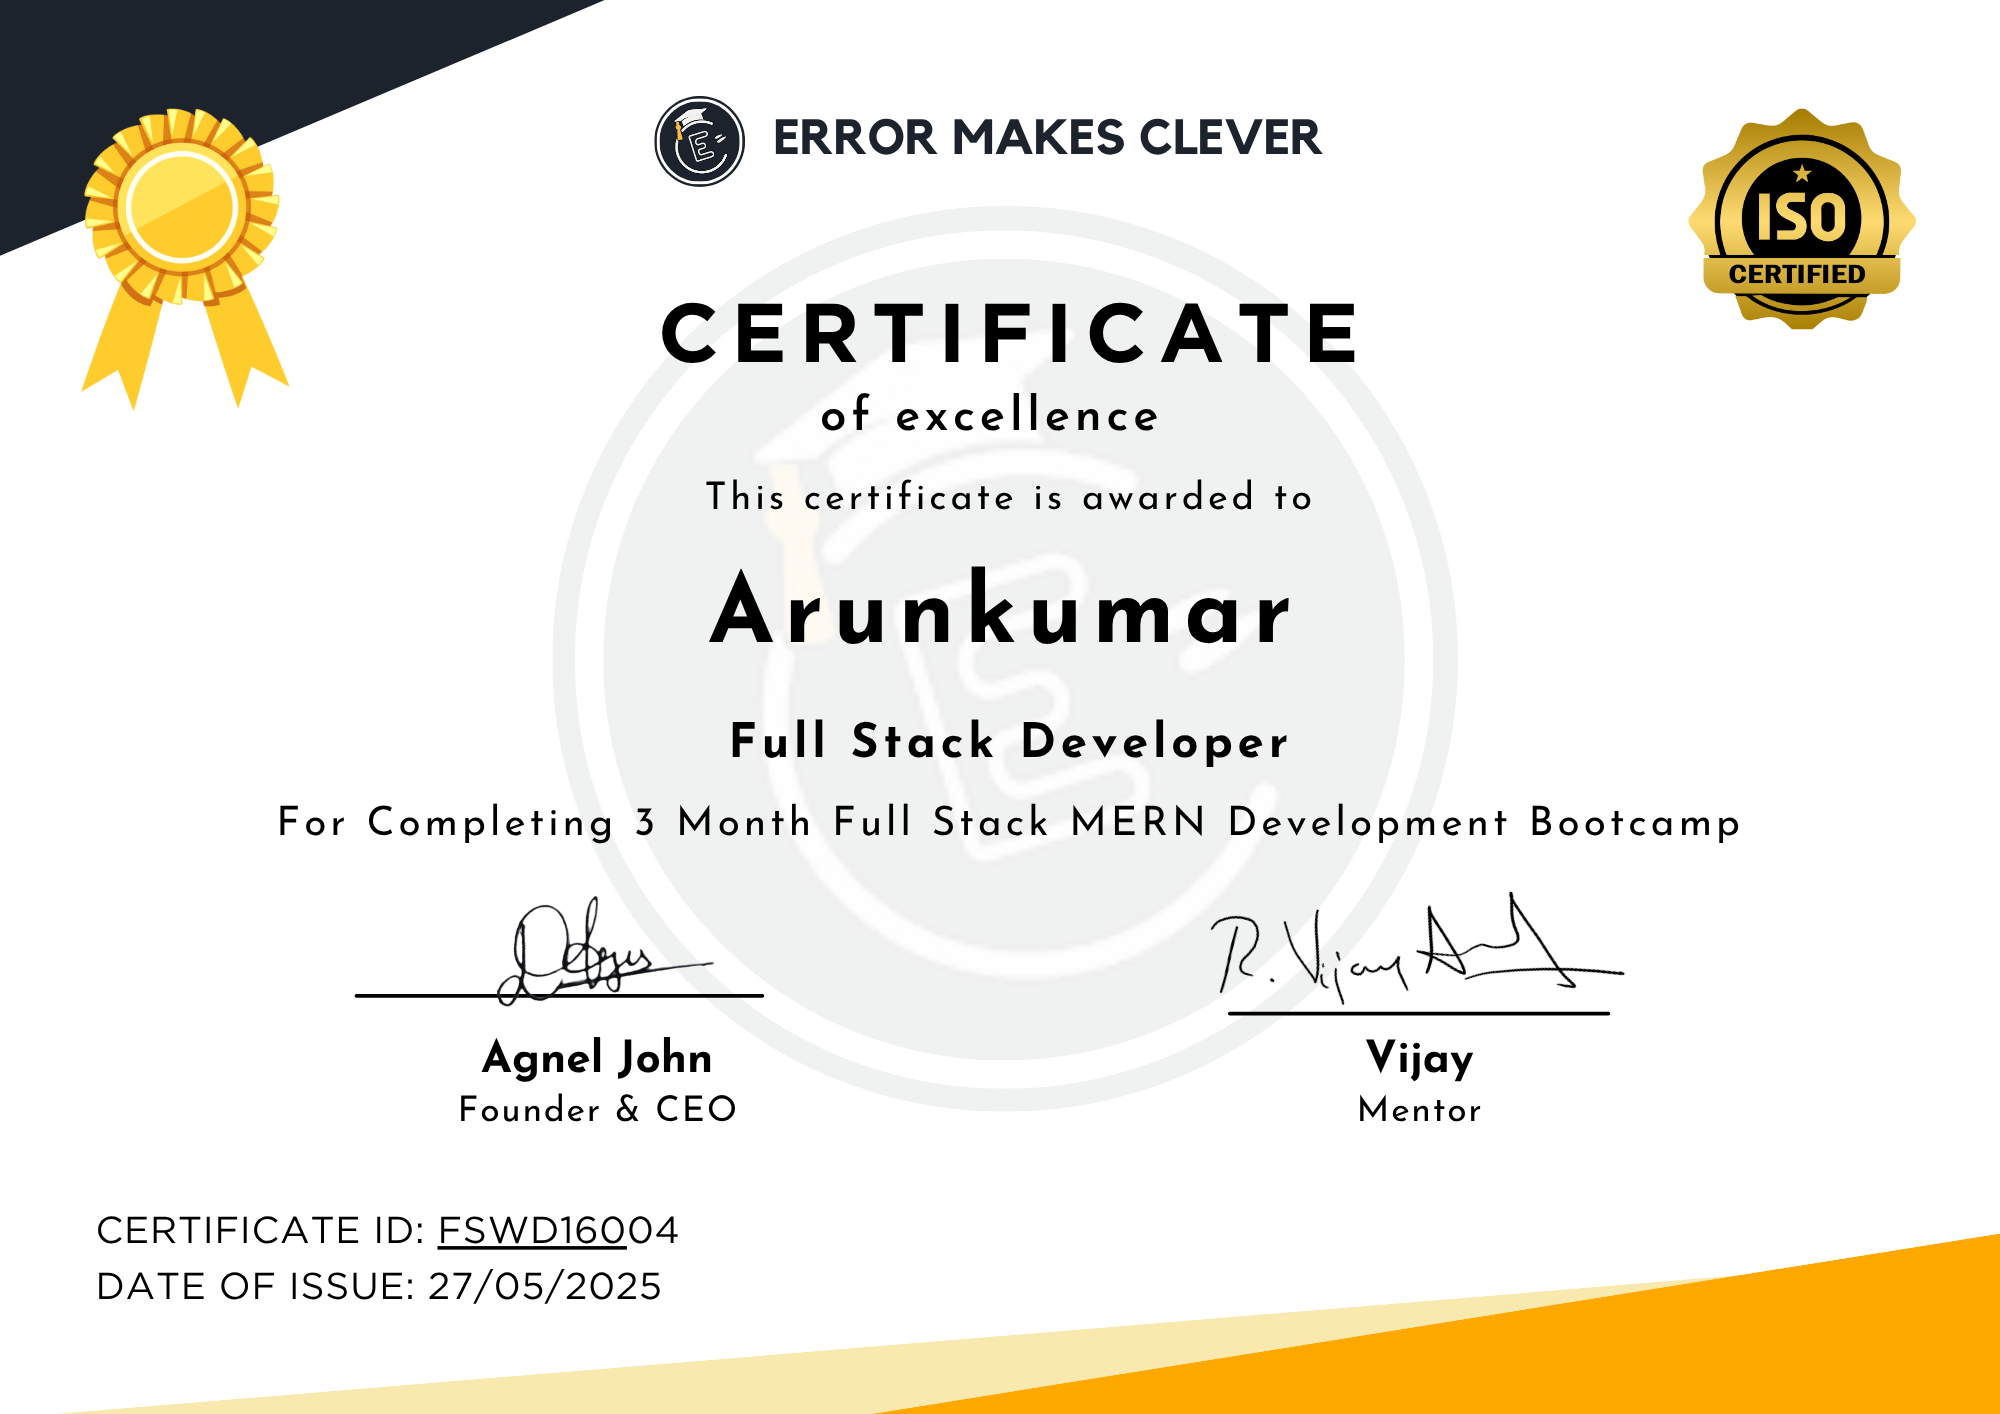 ERROR MAKES CLEVER
ISO
CERTIFIED
CERTIFICATE
of excellence
This certificate is awarded to
Arunkumar
Full Stack Developer
For Completing 3 Month Full Stack MERN Development Bootcamp
R. Vijay
Agnel John
Founder & CEO
Vijay
Mentor
CERTIFICATE ID: FSWD16004
DATE OF ISSUE: 27/05/2025